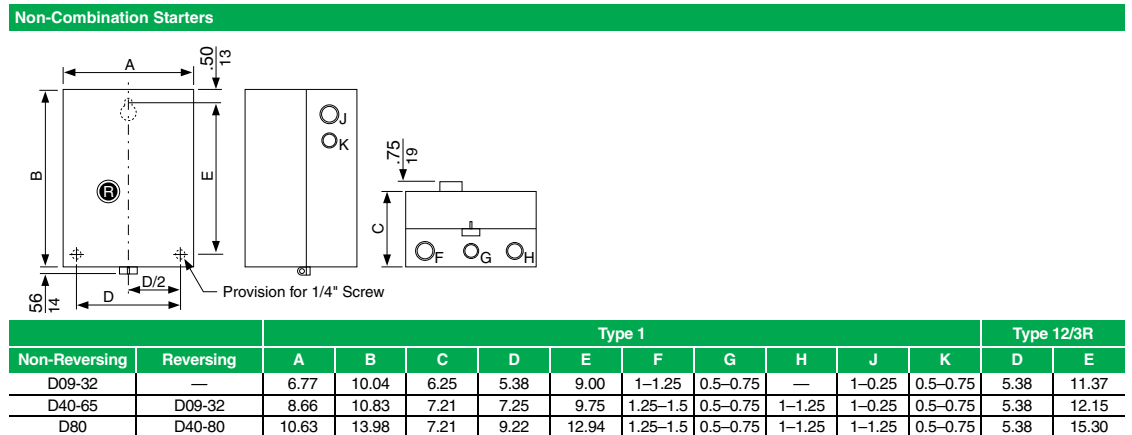 Non-Combination Starters
A
.50
13
J
K
B
E
R
.75
19
C
F
G
H
D/2
D
Provision for 1/4" Screw
56
14
Type 1 Type 12/3R
Non-Reversing Reversing A B C D E F G H J K D E
D09-32 — 6.77 10.04 6.25 5.38 9.00 1–1.25 0.5–0.75 — 1–0.25 0.5–0.75 5.38 11.37
D40-65 D09-32 8.66 10.83 7.21 7.25 9.75 1.25–1.5 0.5–0.75 1–1.25 1–0.25 0.5–0.75 5.38 12.15
D80 D40-80 10.63 13.98 7.21 9.22 12.94 1.25–1.5 0.5–0.75 1–1.25 1–1.25 0.5–0.75 5.38 15.30